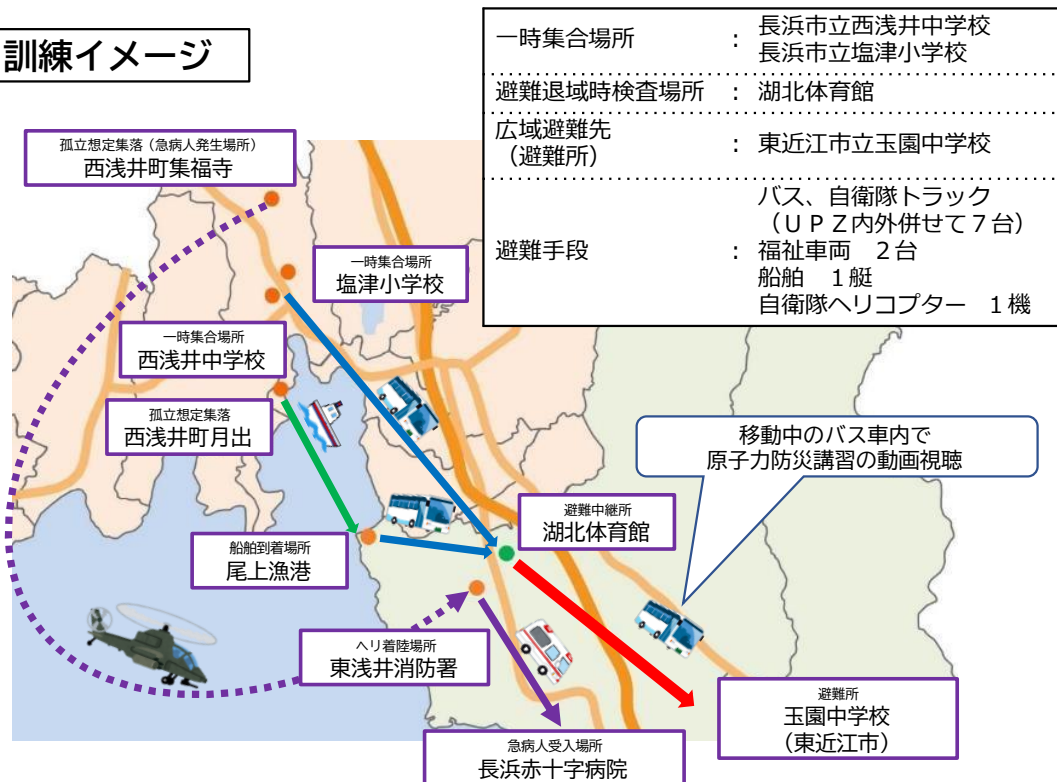 訓練イメージ
一時集合場所 : 長浜市立西浅井中学校
長浜市立塩津小学校
避難退域時検査場所 : 湖北体育館
広域避難先
(避難所) : 東近江市立玉園中学校
避難手段 : バス、自衛隊トラック
(UPZ内外併せて7台)
福祉車両 2台
船舶 1艇
自衛隊ヘリコプター 1機
孤立想定集落(急病人発生場所)
西浅井町集福寺
一時集合場所
塩津小学校
一時集合場所
西浅井中学校
孤立想定集落
西浅井町月出
移動中のバス車内で
原子力防災講習の動画視聴
避難中継所
湖北体育館
船舶到着場所
尾上漁港
ヘリ着陸場所
東浅井消防署
避難所
玉園中学校
(東近江市)
急病人受入場所
長浜赤十字病院